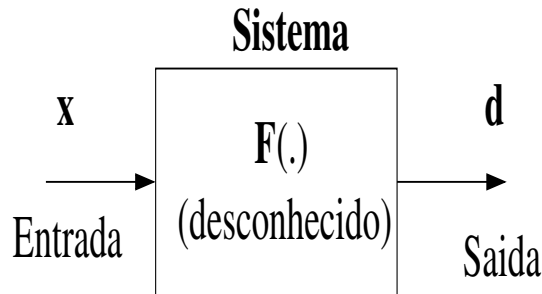 Sistema
x
F(.)
(desconhecido)
d
Entrada
Saida